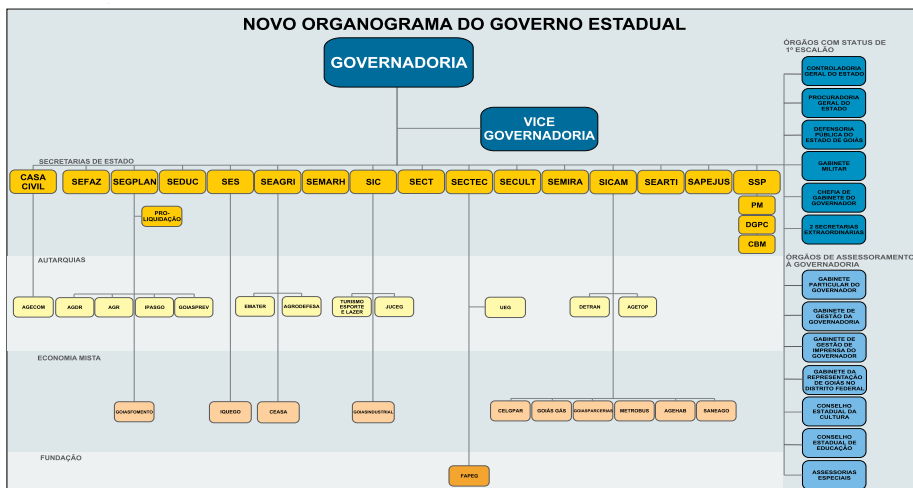 NOVO ORGANOGRAMA DO GOVERNO ESTADUAL
GOVERNADORIA
VICE
GOVERNADORIA
SECRETARIAS DE ESTADO
CASA
CIVIL
SEFAZ
SEGPLAN
SEDUC
SES
SEAGRI
SEMARH
SIC
SECT
SECTEC
SECULT
SEMIRA
SICAM
SEARTI
SAPEJUS
SSP
PRO-
LIQUIDAÇÃO
PM
DGPC
CBM
AUTARQUIAS
AGECOM
AGDR
AGR
IPASGO
GOIASPREV
EMATER
AGRODEFESA
TURISMO
ESPORTE
E LAZER
JUCEG
UEG
DETRAN
AGETOP
ECONOMIA MISTA
GOIASFOMENTO
IQUEGO
CEASA
GOIASINDUSTRIAL
CELGPAR
GOIÁS GÁS
GOIASPARCERIAS
METROBUS
AGEHAB
SANEAGO
FUNDAÇÃO
FAPEG
ÓRGÃOS COM STATUS DE
1º ESCALÃO
CONTROLADORIA
GERAL DO ESTADO
PROCURADORIA
GERAL DO
ESTADO
DEFENSORIA
PÚBLICA DO
ESTADO DE GOIÁS
GABINETE
MILITAR
CHEFIA DE
GABINETE DO
GOVERNADOR
2 SECRETARIAS
EXTRAORDINÁRIAS
ÓRGÃOS DE ASSESSORAMENTO
À GOVERNADORIA
GABINETE
PARTICULAR DO
GOVERNADOR
GABINETE DE
GESTÃO DA
GOVERNADORIA
GABINETE DE
GESTÃO DE
IMPRENSA DO
GOVERNADOR
GABINETE DA
REPRESENTAÇÃO
DE GOIÁS NO
DISTRITO FEDERAL
CONSELHO
ESTADUAL DA
CULTURA
CONSELHO
ESTADUAL DE
EDUCAÇÃO
ASSESSORIAS
ESPECIAIS